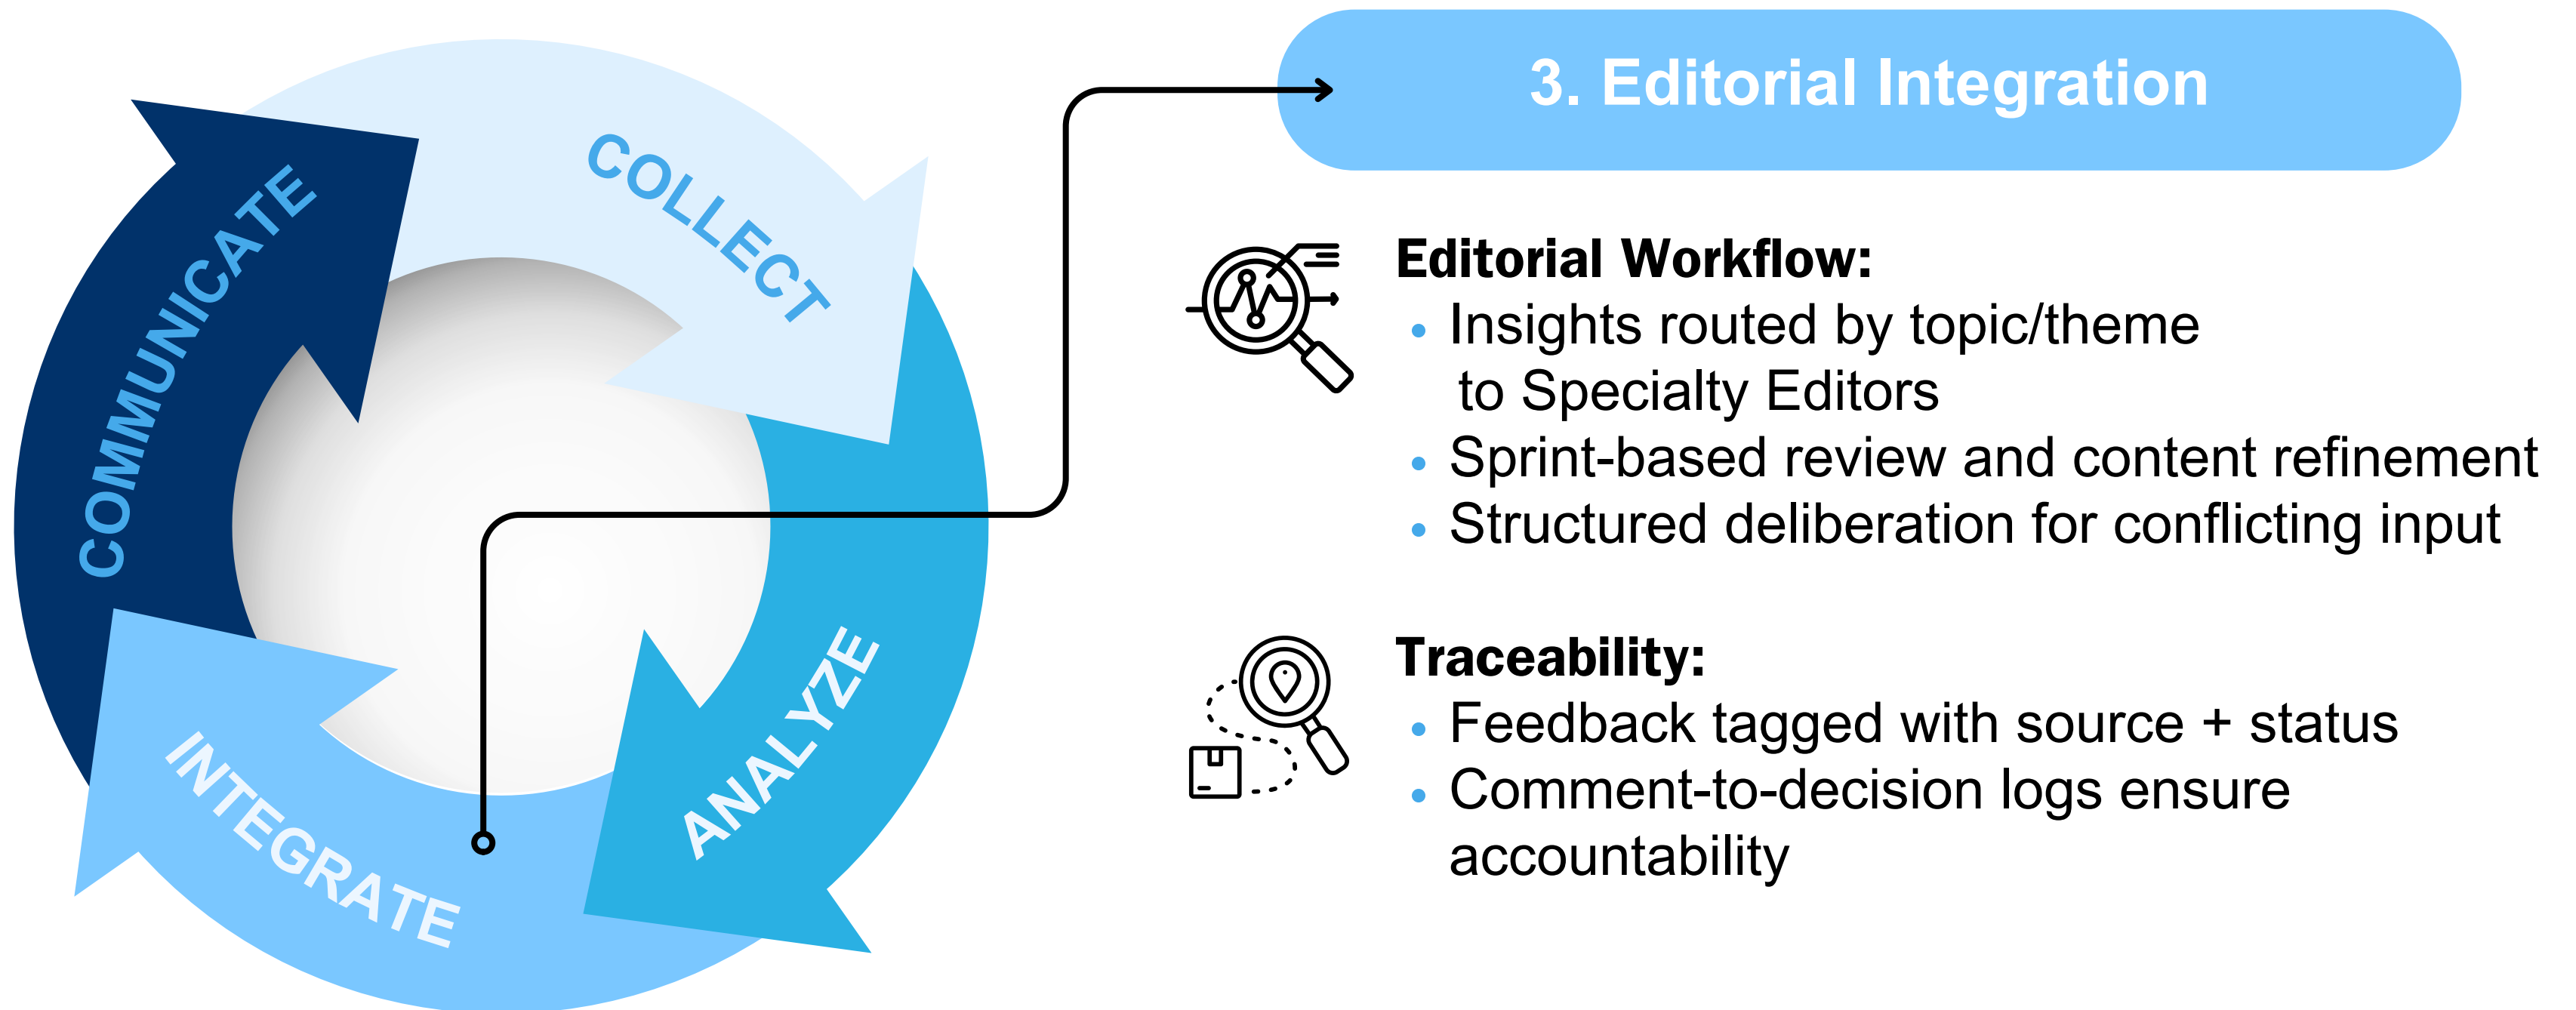 COMMUNICATE
COLLECT
ANALYZE
INTEGRATE
3. Editorial Integration
Editorial Workflow:
• Insights routed by topic/theme
to Specialty Editors
• Sprint-based review and content refinement
• Structured deliberation for conflicting input
Traceability:
• Feedback tagged with source + status
• Comment-to-decision logs ensure
accountability